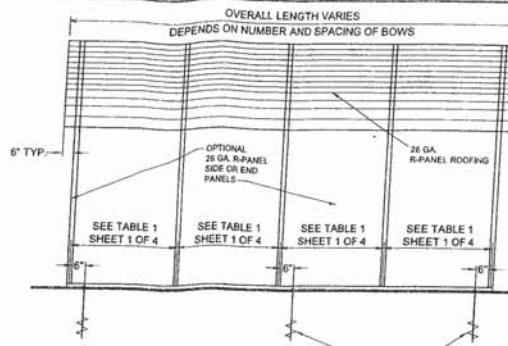 OVERALL LENGTH VARIES
DEPENDS ON NUMBER AND SPACING OF BOWS
6" TYP.
OPTIONAL
26 GA. R-PANEL
SIDE OR END
PANELS
26 GA.
R-PANEL ROOFING
SEE TABLE 1
SHEET 1 OF 4
SEE TABLE 1
SHEET 1 OF 4
SEE TABLE 1
SHEET 1 OF 4
SEE TABLE 1
SHEET 1 OF 4
6"
6"
6"